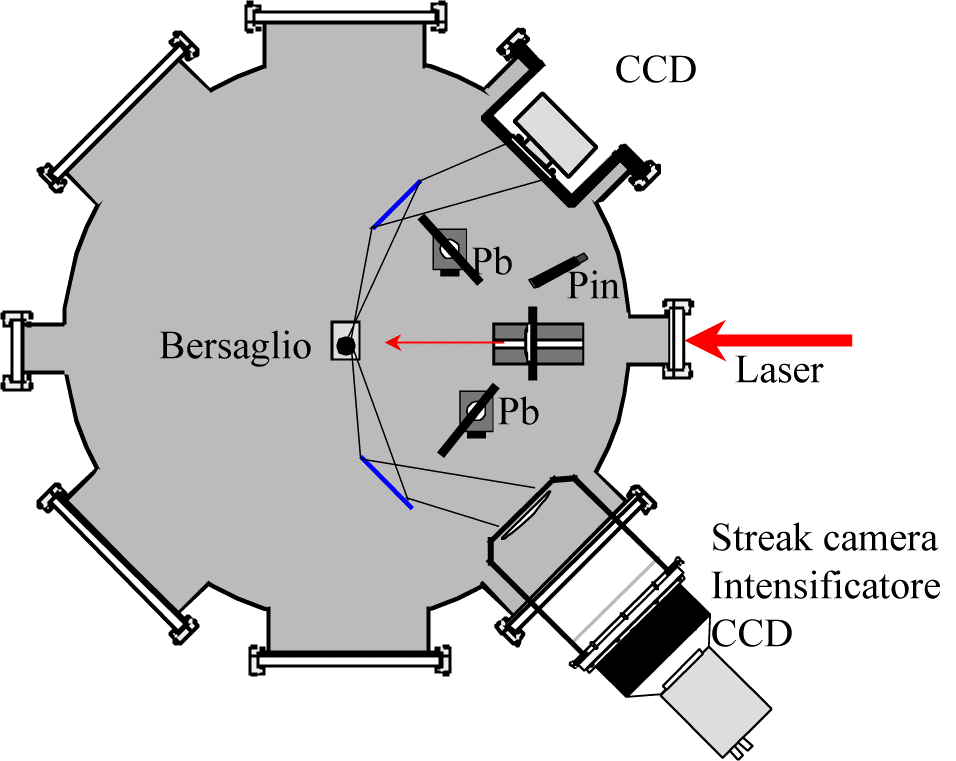 CCD
Pb
Pin
Bersaglio
Laser
Pb
Streak camera
Intensificatore
CCD